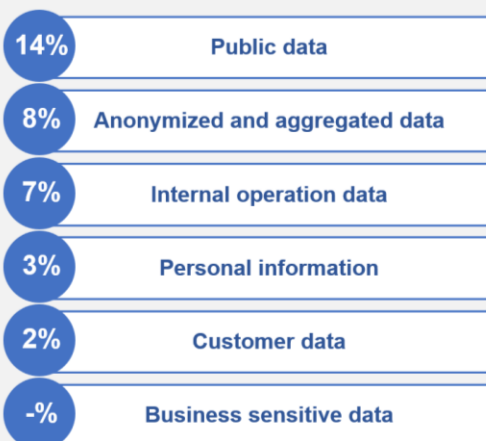 14% Public data
8% Anonymized and aggregated data
7% Internal operation data
3% Personal information
2% Customer data
-% Business sensitive data